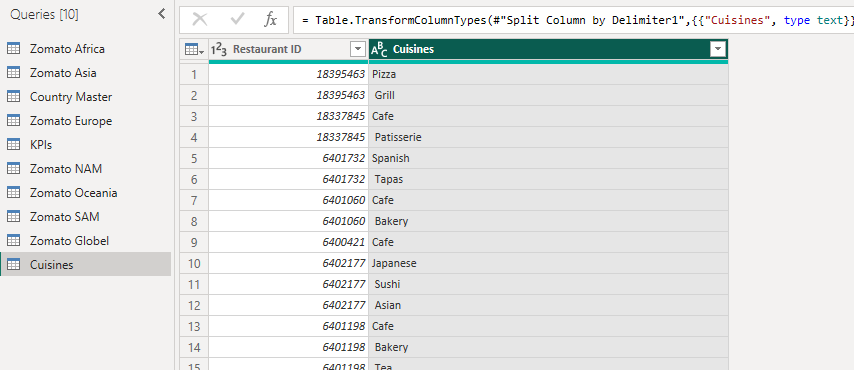 Queries [10]
Zomato Africa
Zomato Asia
Country Master
Zomato Europe
KPIs
Zomato NAM
Zomato Oceania
Zomato SAM
Zomato Globel
Cuisines
fx = Table.TransformColumnTypes(#"Split Column by Delimiter1",{{"Cuisines", type text}}
123 Restaurant ID ABC Cuisines
1 18395463 Pizza
2 18395463 Grill
3 18337845 Cafe
4 18337845 Patisserie
5 6401732 Spanish
6 6401732 Tapas
7 6401060 Cafe
8 6401060 Bakery
9 6400421 Cafe
10 6402177 Japanese
11 6402177 Sushi
12 6402177 Asian
13 6401198 Cafe
14 6401198 Bakery
15 6401198 Tea